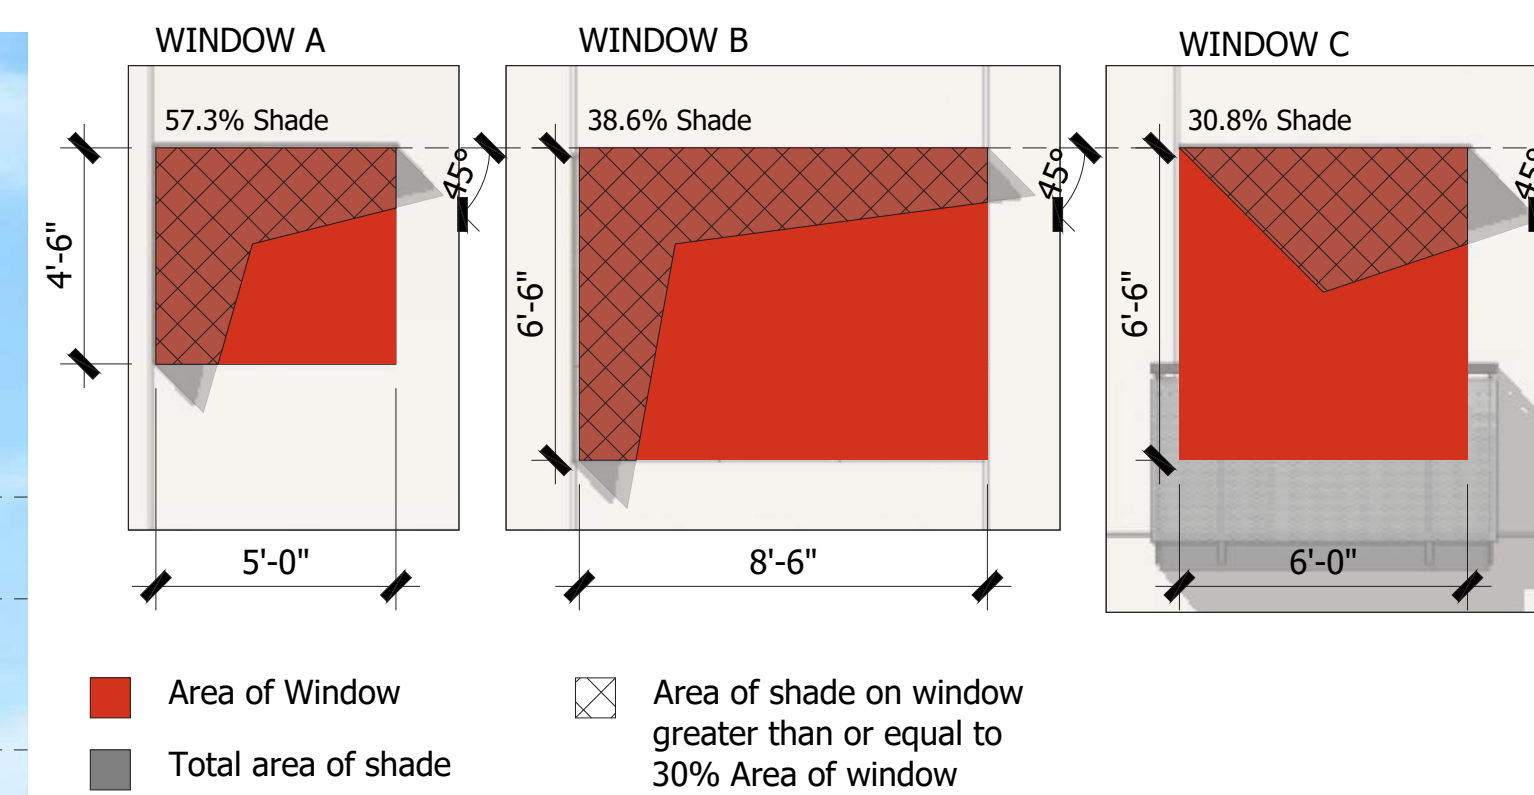 WINDOW A
WINDOW B
WINDOW C
57.3% Shade
38.6% Shade
30.8% Shade
45°
45°
45°
4'-6"
6'-6"
6'-6"
5'-0"
8'-6"
6'-0"
Area of Window
Total area of shade
Area of shade on window
greater than or equal to
30% Area of window